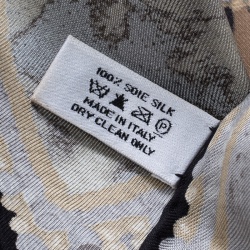 100% SOIE SILK
P
MADE IN ITALY
DRY CLEAN ONLY